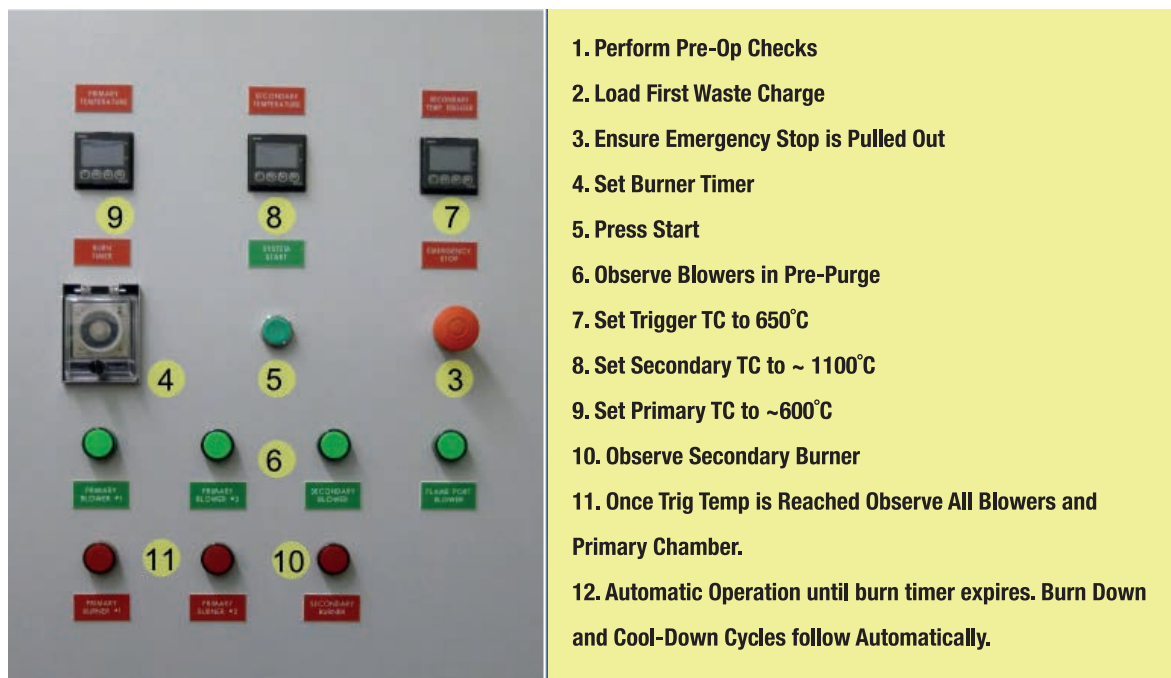 PRIMARY
TEMPERATURE
SECONDARY
TEMPERATURE
SECONDARY
TEMP TRIGGER
9
8
7
BURN
TIMER
SYSTEM
START
EMERGENCY
STOP
4
5
3
6
PRIMARY
BLOWER #1
PRIMARY
BLOWER #2
SECONDARY
BLOWER
FLAME PORT
BLOWER
11
10
PRIMARY
BURNER #1
PRIMARY
BURNER #2
SECONDARY
BURNER
1. Perform Pre-Op Checks
2. Load First Waste Charge
3. Ensure Emergency Stop is Pulled Out
4. Set Burner Timer
5. Press Start
6. Observe Blowers in Pre-Purge
7. Set Trigger TC to 650°C
8. Set Secondary TC to ~ 1100°C
9. Set Primary TC to ~600°C
10. Observe Secondary Burner
11. Once Trig Temp is Reached Observe All Blowers and
Primary Chamber.
12. Automatic Operation until burn timer expires. Burn Down
and Cool-Down Cycles follow Automatically.